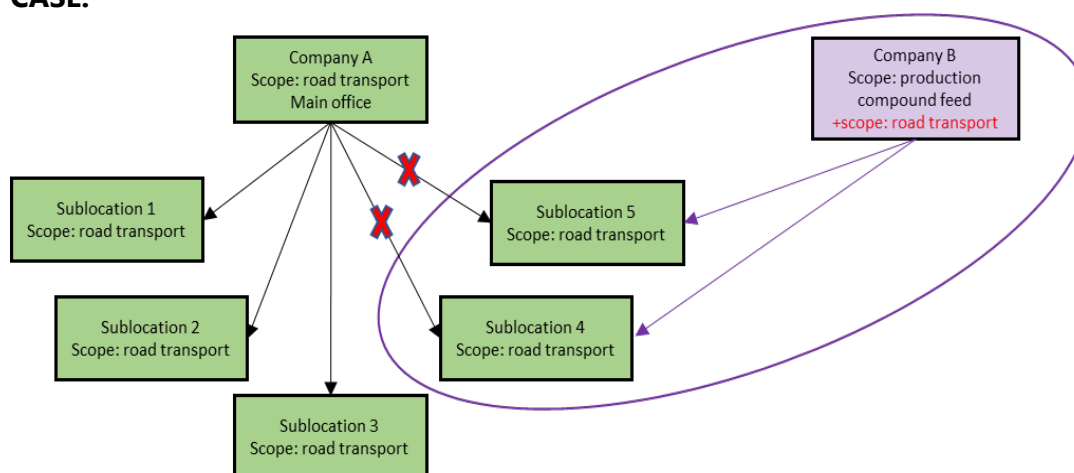 CASE:
Company A
Scope: road transport
Main office
Company B
Scope: production
compound feed
+scope: road transport
Sublocation 1
Scope: road transport
Sublocation 5
Scope: road transport
Sublocation 2
Scope: road transport
Sublocation 4
Scope: road transport
Sublocation 3
Scope: road transport